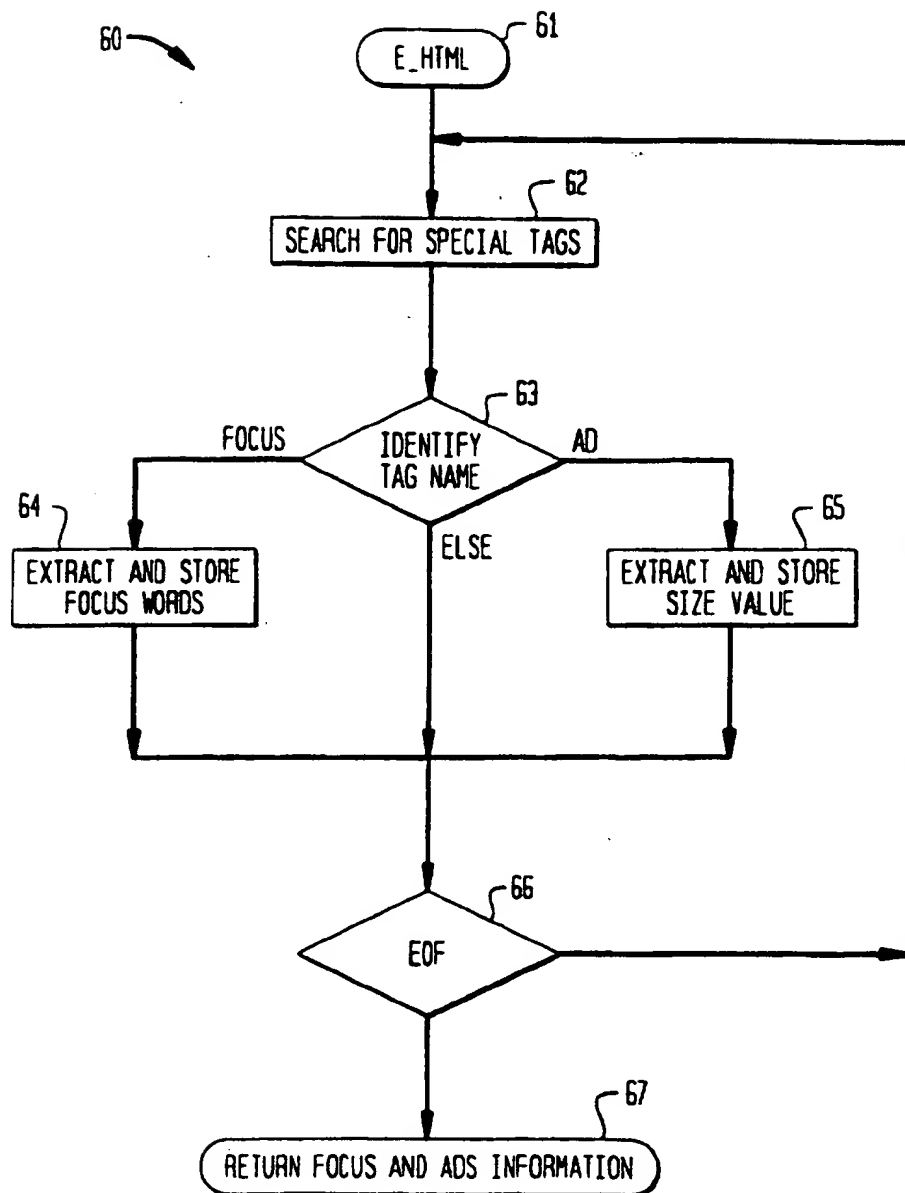 60
61
E_HTML
62
SEARCH FOR SPECIAL TAGS
63
FOCUS
IDENTIFY
TAG NAME
AD
64
65
ELSE
EXTRACT AND STORE
FOCUS WORDS
EXTRACT AND STORE
SIZE VALUE
66
EOF
67
RETURN FOCUS AND ADS INFORMATION